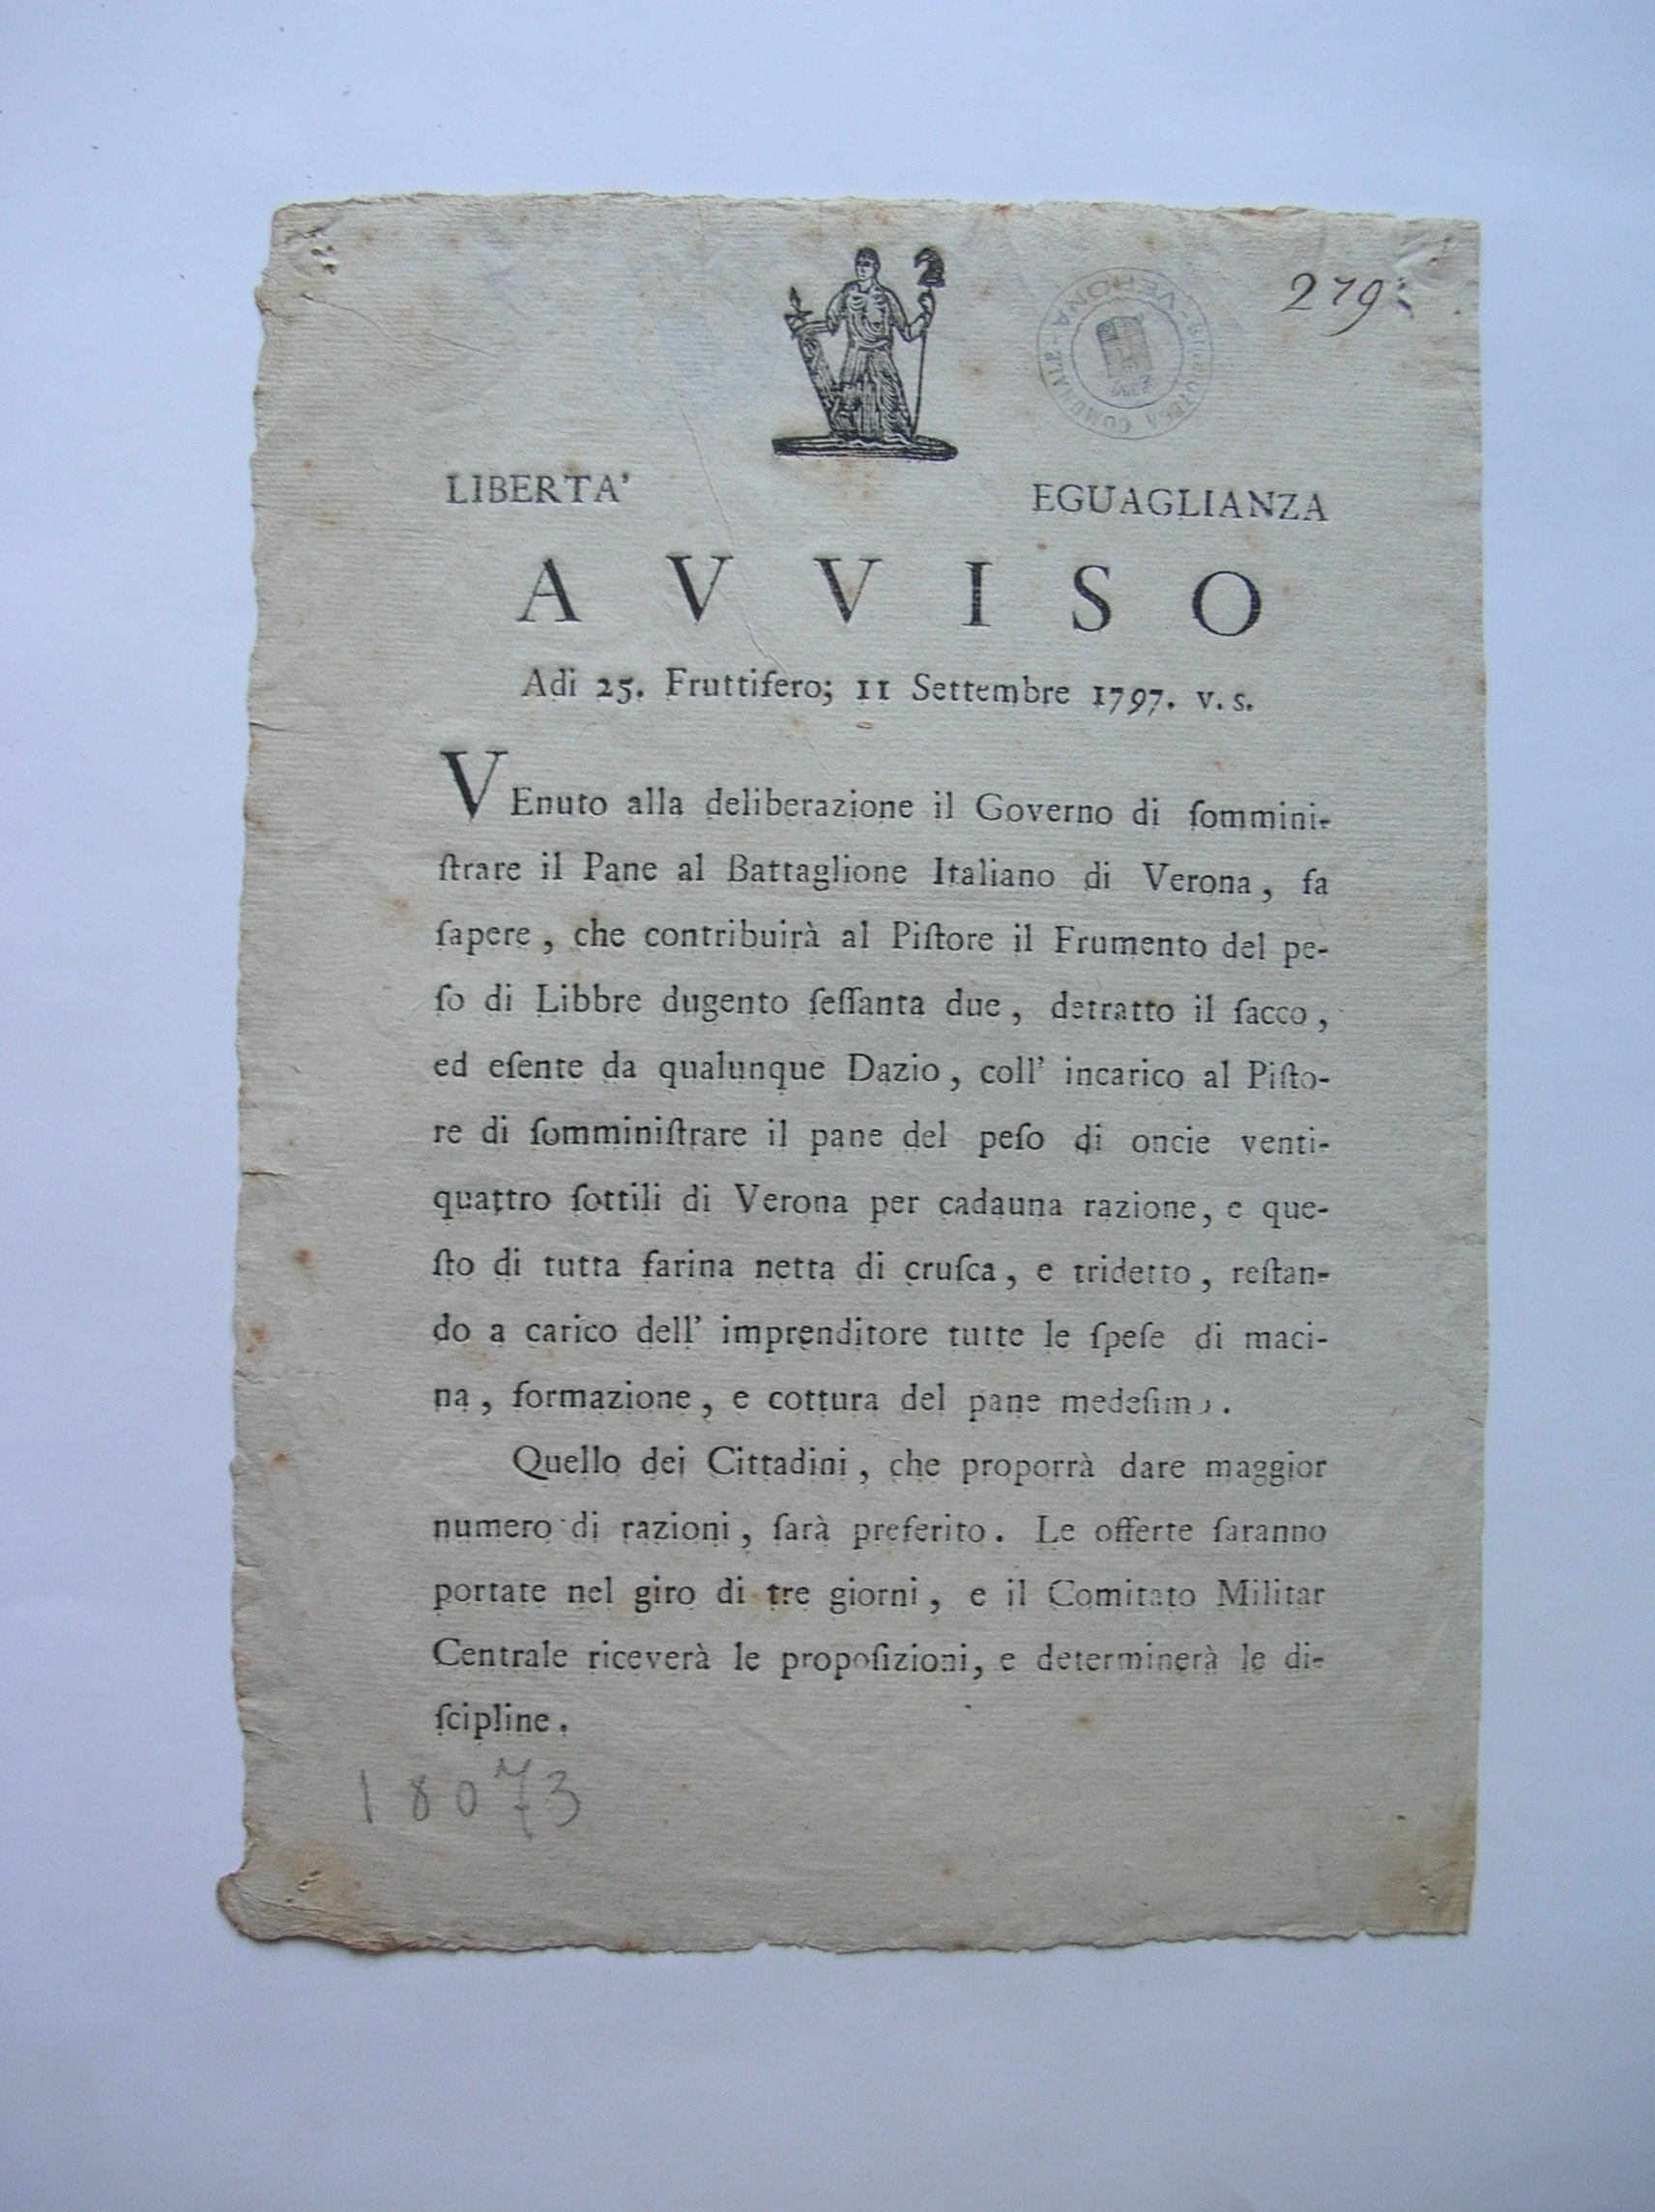 279.
BIBLIOTECA COMUNALE - VERONA -
LIBERTA' EGUAGLIANZA
AVVISO
Adi 25. Fruttifero; 11 Settembre 1797. v. s.
VEnuto alla deliberazione il Governo di ſommini-
ſtrare il Pane al Battaglione Italiano di Verona, fa
ſapere, che contribuirà al Piſtore il Frumento del pe-
ſo di Libbre dugento ſeſſanta due, detratto il ſacco,
ed eſente da qualunque Dazio, coll' incarico al Piſto-
re di ſomminiſtrare il pane del peſo di oncie venti-
quattro ſottili di Verona per cadauna razione, e que-
ſto di tutta farina netta di cruſca, e tridetto, reſtan-
do a carico dell' imprenditore tutte le ſpeſe di maci-
na, formazione, e cottura del pane medeſimo.
Quello dei Cittadini, che proporrà dare maggior
numero di razioni, ſarà preferito. Le offerte ſaranno
portate nel giro di tre giorni, e il Comitato Militar
Centrale riceverà le propoſizioni, e determinerà le di-
ſcipline.
18073